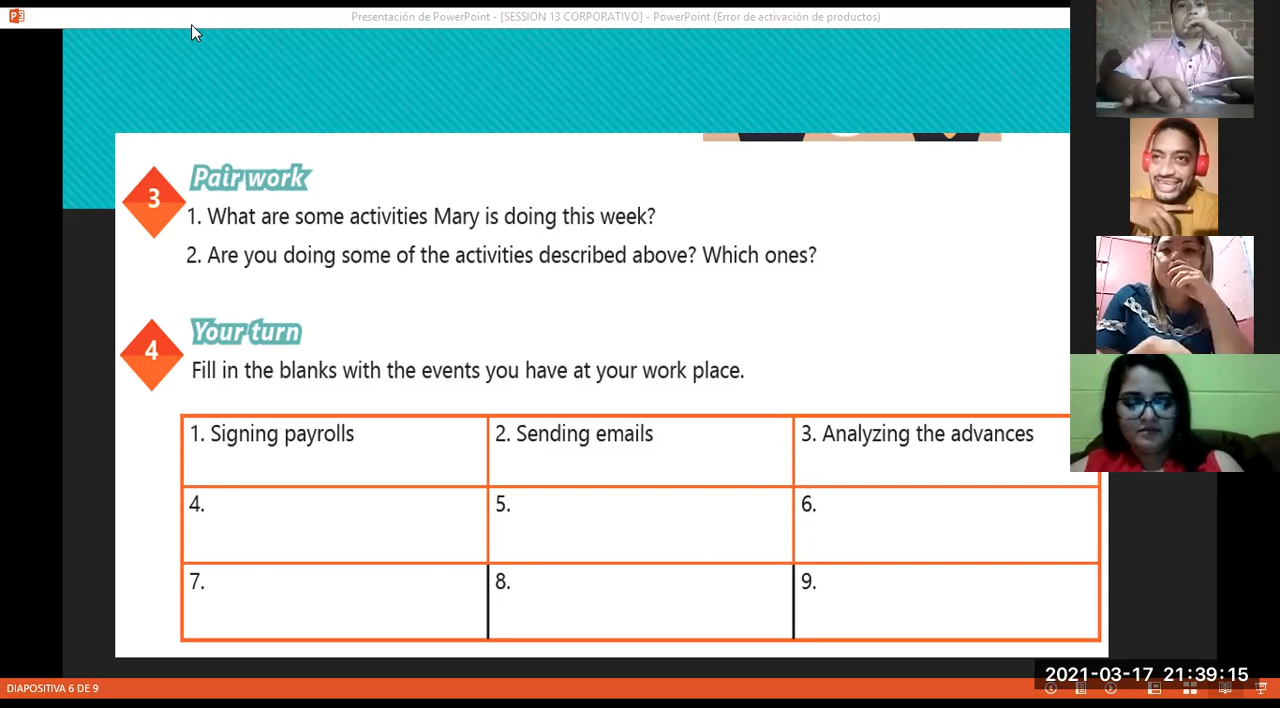 Presentación de PowerPoint - [SESSION 13 CORPORATIVO] - PowerPoint (Error de activación de productos)
3
Pair work
1. What are some activities Mary is doing this week?
2. Are you doing some of the activities described above? Which ones?
4
Your turn
Fill in the blanks with the events you have at your work place.
1. Signing payrolls
2. Sending emails
3. Analyzing the advances
4.
5.
6.
7.
8.
9.
2021-03-17 21:39:15
DIAPOSITIVA 6 DE 9